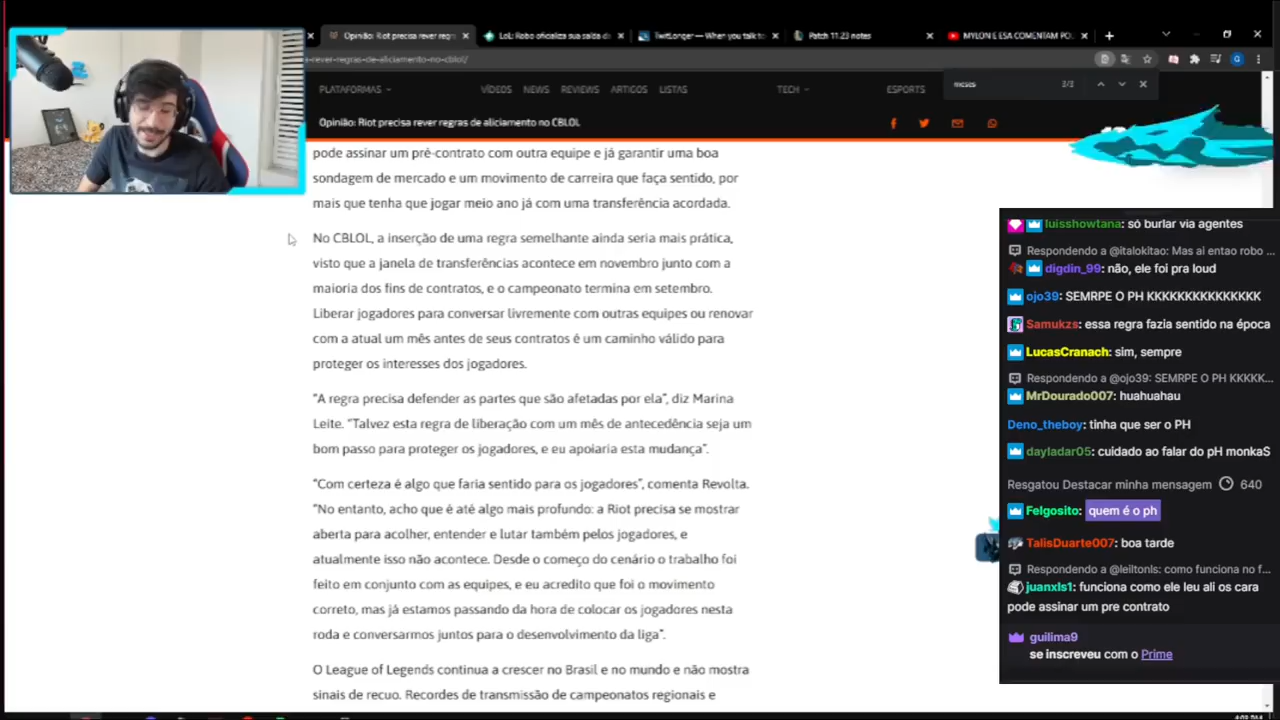 Opinião: Riot precisa rever regr
LoL: Robo oficializa sua saída d
TwitLonger — When you talk to
Patch 11.23 notes
MYLON E ESA COMENTAM PO
-rever-regras-de-aliciamento-no-cblol/
PLATAFORMAS
VÍDEOS
NEWS
REVIEWS
ARTIGOS
LISTAS
TECH
ESPORTS
meses
2/3
Opinião: Riot precisa rever regras de aliciamento no CBLOL
pode assinar um pré-contrato com outra equipe e já garantir uma boa
sondagem de mercado e um movimento de carreira que faça sentido, por
mais que tenha que jogar meio ano já com uma transferência acordada.
No CBLOL, a inserção de uma regra semelhante ainda seria mais prática,
visto que a janela de transferências acontece em novembro junto com a
maioria dos fins de contratos, e o campeonato termina em setembro.
Liberar jogadores para conversar livremente com outras equipes ou renovar
com a atual um mês antes de seus contratos é um caminho válido para
proteger os interesses dos jogadores.
"A regra precisa defender as partes que são afetadas por ela", diz Marina
Leite. "Talvez esta regra de liberação com um mês de antecedência seja um
bom passo para proteger os jogadores, e eu apoiaria esta mudança".
"Com certeza é algo que faria sentido para os jogadores", comenta Revolta.
"No entanto, acho que é até algo mais profundo: a Riot precisa se mostrar
aberta para acolher, entender e lutar também pelos jogadores, e
atualmente isso não acontece. Desde o começo do cenário o trabalho foi
feito em conjunto com as equipes, e eu acredito que foi o movimento
correto, mas já estamos passando da hora de colocar os jogadores nesta
roda e conversarmos juntos para o desenvolvimento da liga".
O League of Legends continua a crescer no Brasil e no mundo e não mostra
sinais de recuo. Recordes de transmissão de campeonatos regionais e
luisshowtana: só burlar via agentes
Respondendo a @italokitao: Mas ai entao robo ...
digdin_99: não, ele foi pra loud
ojo39: SEMRPE O PH KKKKKKKKKKKKKKK
Samukzs: essa regra fazia sentido na época
LucasCranach: sim, sempre
Respondendo a @ojo39: SEMRPE O PH KKKKK...
MrDourado007: huahuahau
Deno_theboy: tinha que ser o PH
dayladar05: cuidado ao falar do pH monkaS
Resgatou Destacar minha mensagem 640
Felgosito: quem é o ph
TalisDuarte007: boa tarde
Respondendo a @leiltonls: como funciona no f...
juanxls1: funciona como ele leu ali os cara
pode assinar um pre contrato
guilima9
se inscreveu com o Prime